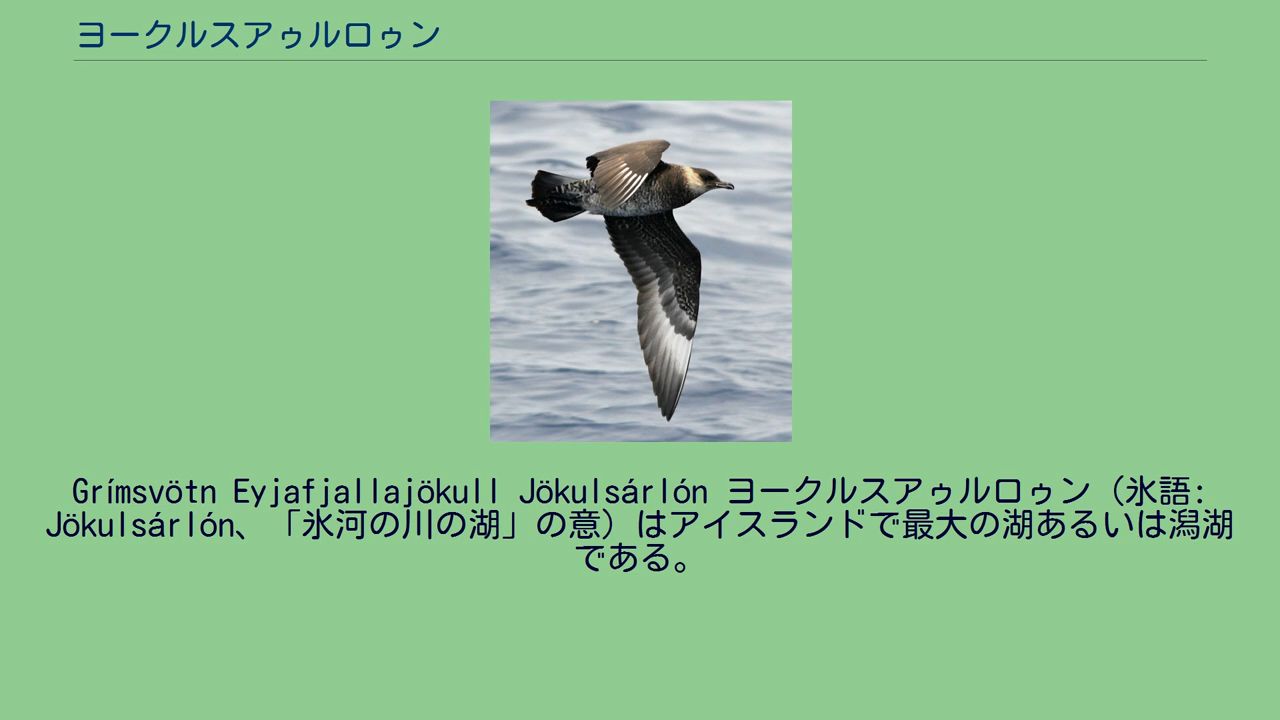 ヨークルスアゥルロゥン
Grímsvötn Eyjafjallajökull Jökulsárlón ヨークルスアゥルロゥン（氷語:
Jökulsárlón、「氷河の川の湖」の意）はアイスランドで最大の湖あるいは潟湖
である。